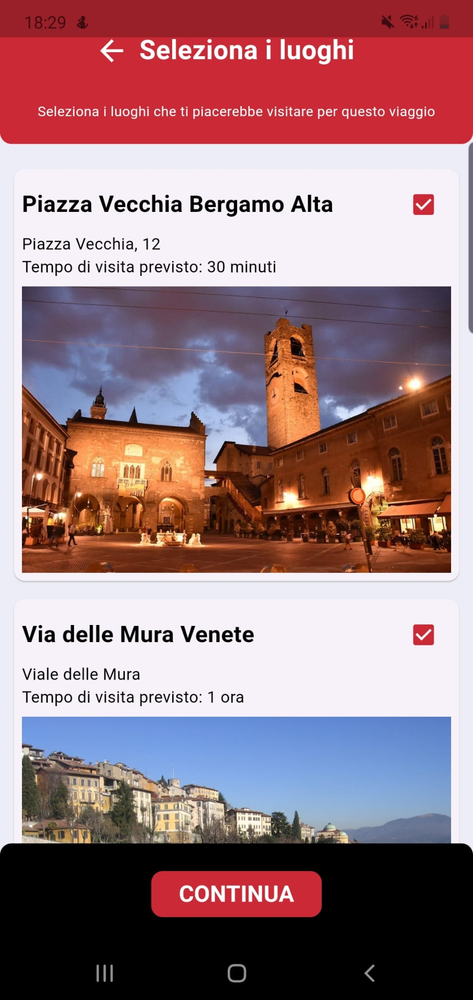 18:29
Seleziona i luoghi
Seleziona i luoghi che ti piacerebbe visitare per questo viaggio
Piazza Vecchia Bergamo Alta
Piazza Vecchia, 12
Tempo di visita previsto: 30 minuti
Via delle Mura Venete
Viale delle Mura
Tempo di visita previsto: 1 ora
CONTINUA